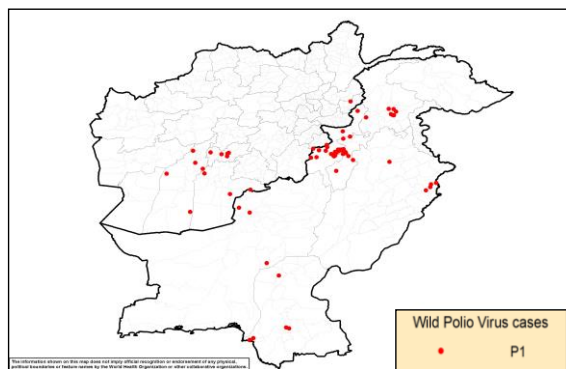 Wild Polio Virus cases
P1
The information shown on this map does not imply official recognition or endorsement of any physical,
political boundaries or feature names by the World Health Organization or other collaborative organizations